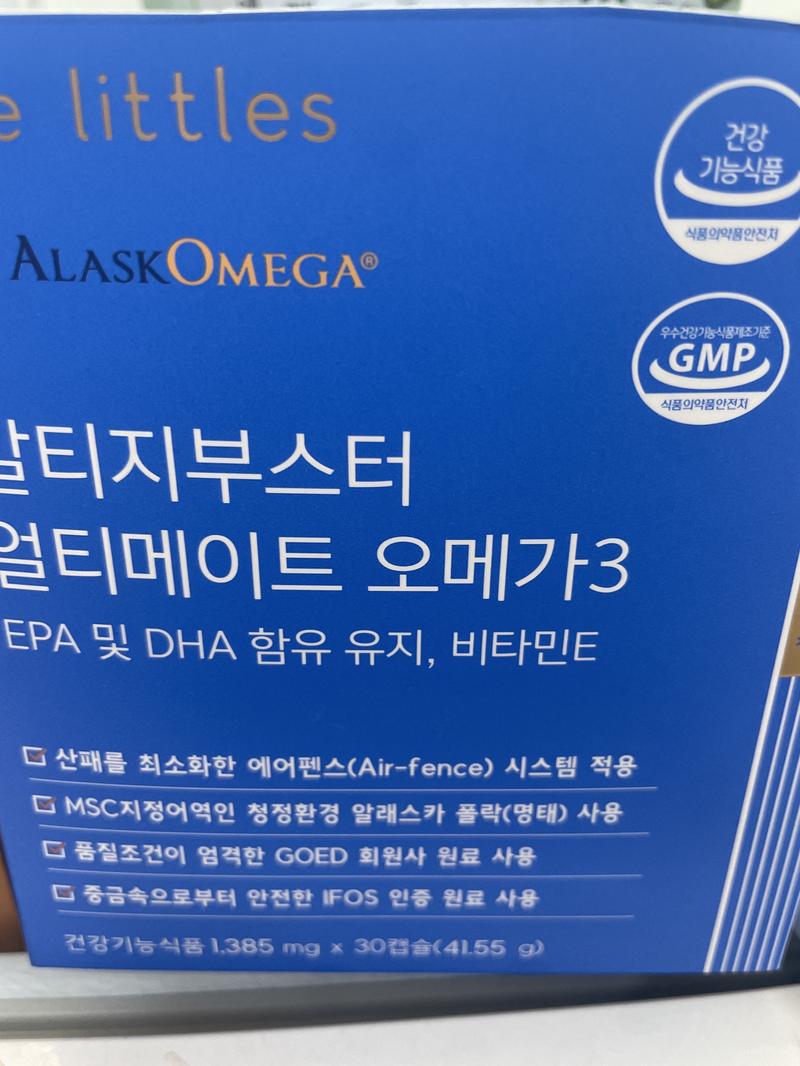 e littles
건강
기능식품
식품의약품안전처
ALASKOMEGA®
우수건강기능식품제조기준
GMP
식품의약품안전처
알티지부스터
얼티메이트 오메가3
EPA 및 DHA 함유 유지, 비타민E
산패를 최소화한 에어펜스(Air-fence) 시스템 적용
MSC지정어역인 청정환경 알래스카 폴락(명태) 사용
품질조건이 엄격한 GOED 회원사 원료 사용
중금속으로부터 안전한 IFOS 인증 원료 사용
건강기능식품 1,385 mg x 30캡슐(41.55 g)